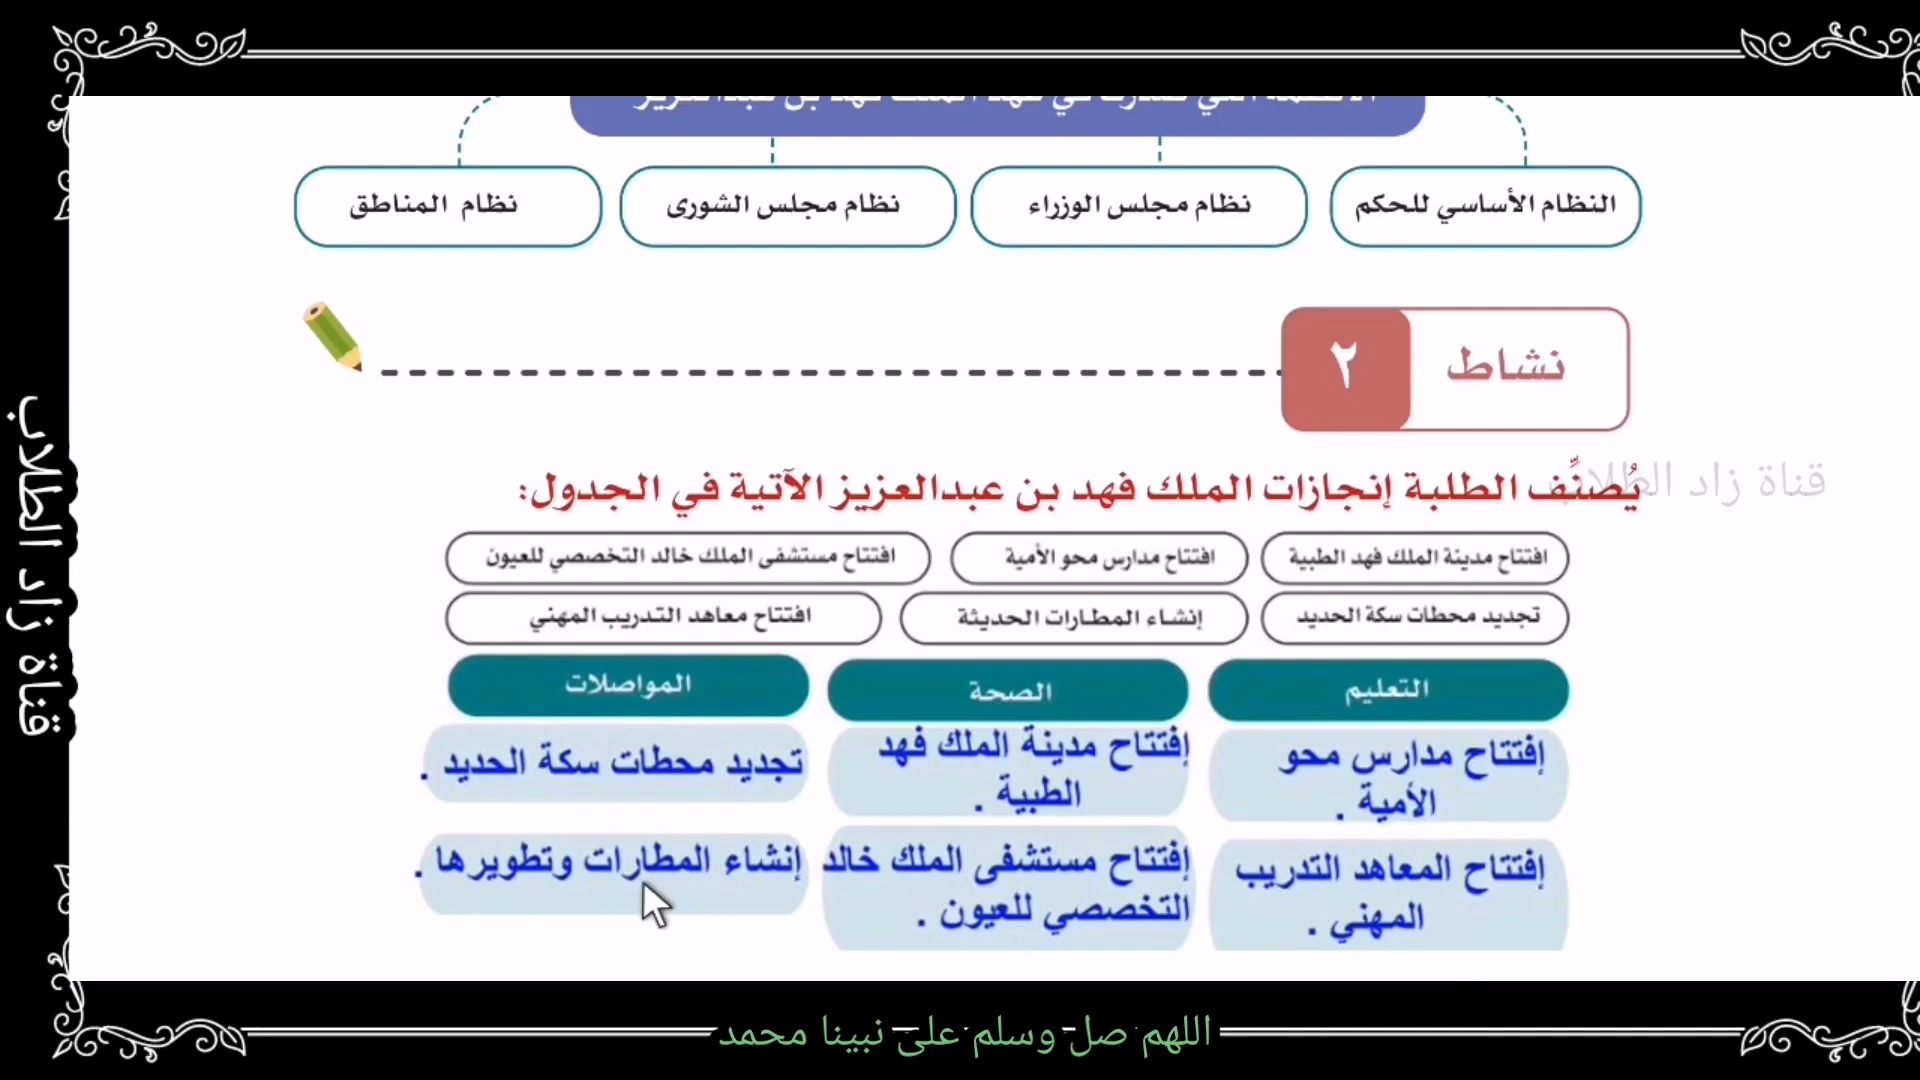 النظام الأساسي للحكم
نظام مجلس الوزراء
نظام مجلس الشورى
نظام المناطق
نشاط ٢
قناة زاد الطلاب
يُصنِّف الطلبة إنجازات الملك فهد بن عبدالعزيز الآتية في الجدول:
افتتاح مدينة الملك فهد الطبية
افتتاح مدارس محو الأمية
افتتاح مستشفى الملك خالد التخصصي للعيون
تجديد محطات سكة الحديد
إنشاء المطارات الحديثة
افتتاح معاهد التدريب المهني
التعليم
الصحة
المواصلات
إفتتاح مدارس محو
الأمية .
إفتتاح مدينة الملك فهد
الطبية .
تجديد محطات سكة الحديد .
إفتتاح المعاهد التدريب
المهني .
إفتتاح مستشفى الملك خالد
التخصصي للعيون .
إنشاء المطارات وتطويرها .
قناة زاد الطلاب
اللهم صل وسلم على نبينا محمد